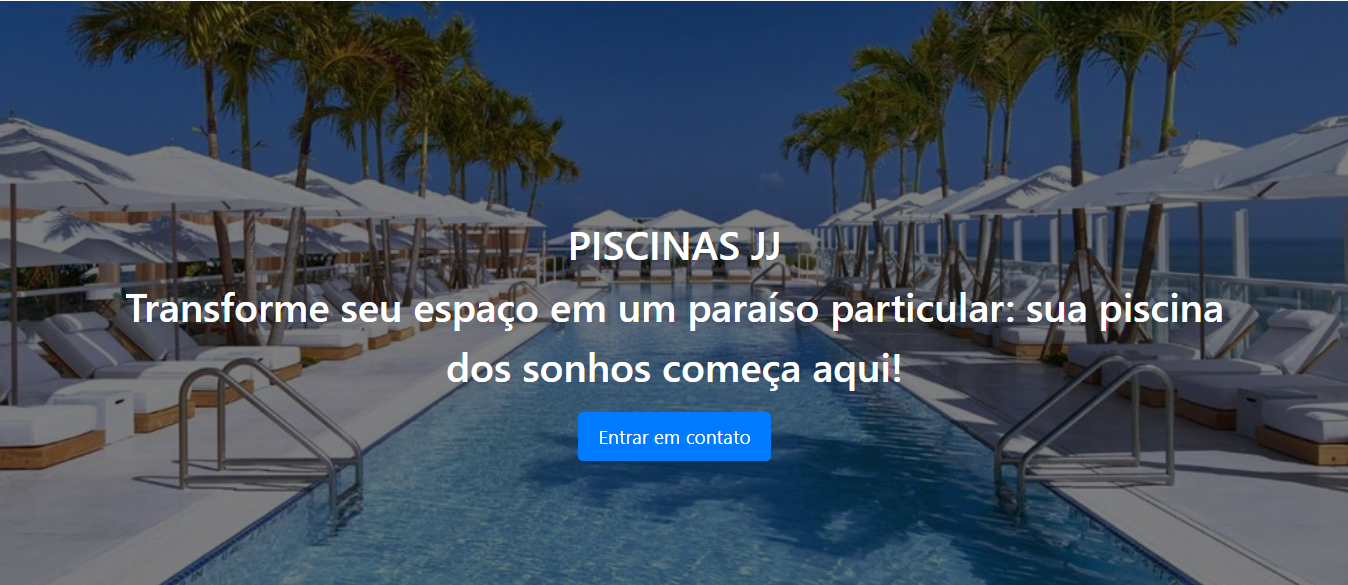 PISCINAS JJ
Transforme seu espaço em um paraíso particular: sua piscina
dos sonhos começa aqui!
Entrar em contato